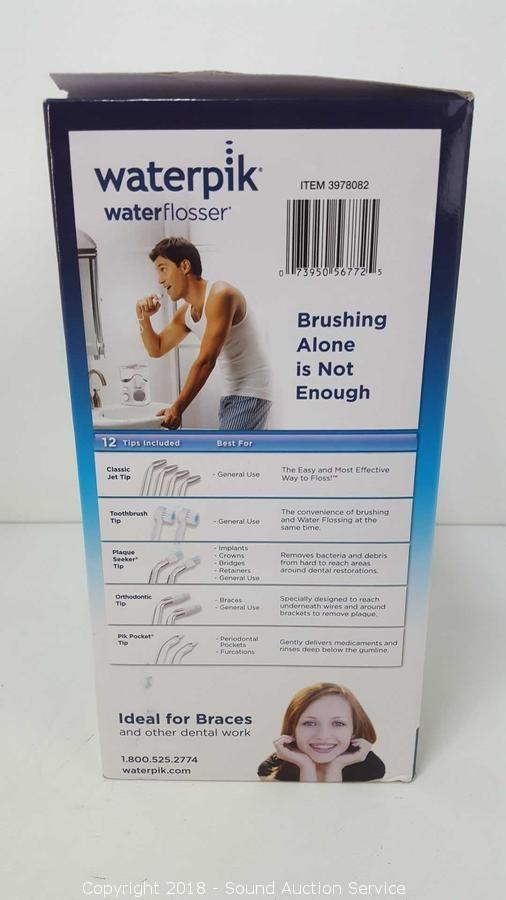 waterpik®
waterflosser®
ITEM 3978082
0 73950 56772 5
Brushing
Alone
is Not
Enough
12 Tips Included Best For
Classic
Jet Tip
- General Use
The Easy and Most Effective
Way to Floss!™
Toothbrush
Tip
- General Use
The convenience of brushing
and Water Flossing at the
same time.
Plaque
Seeker®
Tip
- Implants
- Crowns
- Bridges
- Retainers
- General Use
Removes bacteria and debris
from hard to reach areas
around dental restorations.
Orthodontic
Tip
- Braces
- General Use
Specially designed to reach
underneath wires and around
brackets to remove plaque.
Pik Pocket®
Tip
- Periodontal
Pockets
- Furcations
Gently delivers medicaments and
rinses deep below the gumline.
Ideal for Braces
and other dental work
1.800.525.2774
waterpik.com
Copyright 2018 - Sound Auction Service